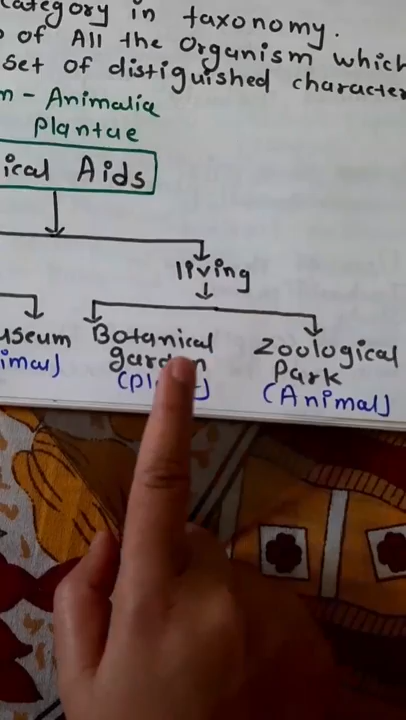 category in taxonomy.
of All the Organism which
set of distiguished character
- Animalia
Plantae
ical Aids
living
useum Botanical Zoological
garden Park
imal) (Animal)